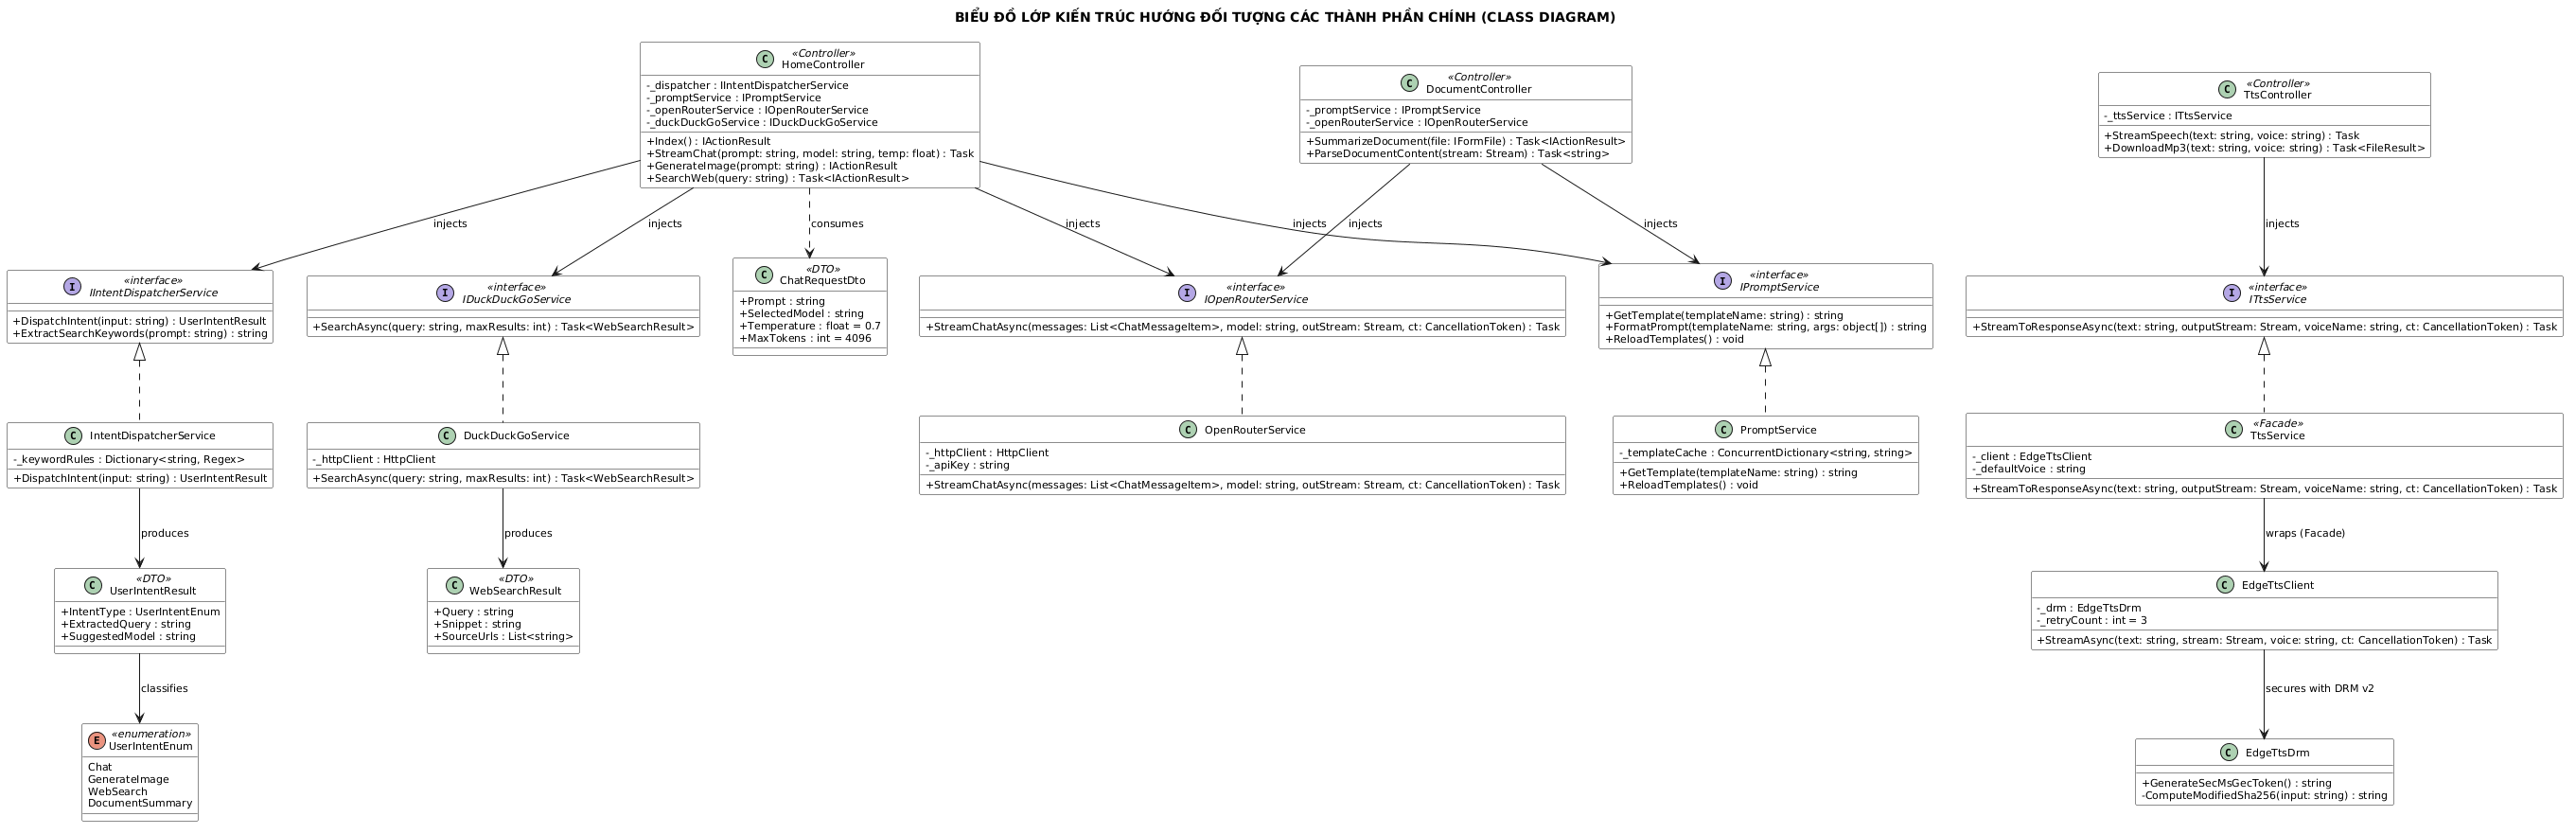 BIỂU ĐỒ LỚP KIẾN TRÚC HƯỚNG ĐỐI TƯỢNG CÁC THÀNH PHẦN CHÍNH (CLASS DIAGRAM)
C
«Controller»
HomeController
-_dispatcher : IIntentDispatcherService
-_promptService : IPromptService
-_openRouterService : IOpenRouterService
-_duckDuckGoService : IDuckDuckGoService
+Index() : IActionResult
+StreamChat(prompt: string, model: string, temp: float) : Task
+GenerateImage(prompt: string) : IActionResult
+SearchWeb(query: string) : Task<IActionResult>
C
«Controller»
DocumentController
-_promptService : IPromptService
-_openRouterService : IOpenRouterService
+SummarizeDocument(file: IFormFile) : Task<IActionResult>
+ParseDocumentContent(stream: Stream) : Task<string>
C
«Controller»
TtsController
-_ttsService : ITtsService
+StreamSpeech(text: string, voice: string) : Task
+DownloadMp3(text: string, voice: string) : Task<FileResult>
injects
injects
consumes
injects
injects
injects
injects
injects
I
«interface»
IIntentDispatcherService
+DispatchIntent(input: string) : UserIntentResult
+ExtractSearchKeywords(prompt: string) : string
I
«interface»
IDuckDuckGoService
+SearchAsync(query: string, maxResults: int) : Task<WebSearchResult>
C
«DTO»
ChatRequestDto
+Prompt : string
+SelectedModel : string
+Temperature : float = 0.7
+MaxTokens : int = 4096
I
«interface»
IOpenRouterService
+StreamChatAsync(messages: List<ChatMessageItem>, model: string, outStream: Stream, ct: CancellationToken) : Task
I
«interface»
IPromptService
+GetTemplate(templateName: string) : string
+FormatPrompt(templateName: string, args: object[]) : string
+ReloadTemplates() : void
I
«interface»
ITtsService
+StreamToResponseAsync(text: string, outputStream: Stream, voiceName: string, ct: CancellationToken) : Task
C
IntentDispatcherService
-_keywordRules : Dictionary<string, Regex>
+DispatchIntent(input: string) : UserIntentResult
C
DuckDuckGoService
-_httpClient : HttpClient
+SearchAsync(query: string, maxResults: int) : Task<WebSearchResult>
C
OpenRouterService
-_httpClient : HttpClient
-_apiKey : string
+StreamChatAsync(messages: List<ChatMessageItem>, model: string, outStream: Stream, ct: CancellationToken) : Task
C
PromptService
-_templateCache : ConcurrentDictionary<string, string>
+GetTemplate(templateName: string) : string
+ReloadTemplates() : void
C
«Facade»
TtsService
-_client : EdgeTtsClient
-_defaultVoice : string
+StreamToResponseAsync(text: string, outputStream: Stream, voiceName: string, ct: CancellationToken) : Task
produces
produces
wraps (Facade)
C
«DTO»
UserIntentResult
+IntentType : UserIntentEnum
+ExtractedQuery : string
+SuggestedModel : string
C
«DTO»
WebSearchResult
+Query : string
+Snippet : string
+SourceUrls : List<string>
C
EdgeTtsClient
-_drm : EdgeTtsDrm
-_retryCount : int = 3
+StreamAsync(text: string, stream: Stream, voice: string, ct: CancellationToken) : Task
classifies
secures with DRM v2
E
«enumeration»
UserIntentEnum
Chat
GenerateImage
WebSearch
DocumentSummary
C
EdgeTtsDrm
+GenerateSecMsGecToken() : string
-ComputeModifiedSha256(input: string) : string